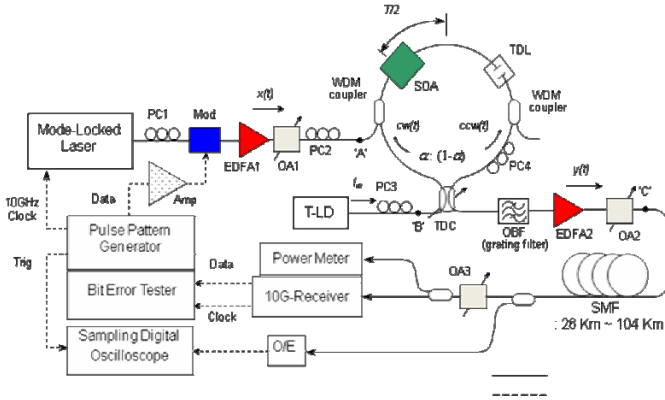 T/2
TDL
SOA
WDM
coupler
WDM
coupler
x(t)
PC1
Mod
Mode-Locked
Laser
EDFA1
OA1
PC2
'A'
cw(t)
ccw(t)
α: (1-α)
PC4
10GHz
Clock
Data
Amp
T-LD
PC3
'B'
TDC
OBF
(grating filter)
y(t)
EDFA2
'C'
OA2
Pulse Pattern
Generator
Trig
Bit Error Tester
Data
Clock
Power Meter
10G-Receiver
OA3
SMF
: 26 Km ~ 104 Km
Sampling Digital
Oscilloscope
O/E